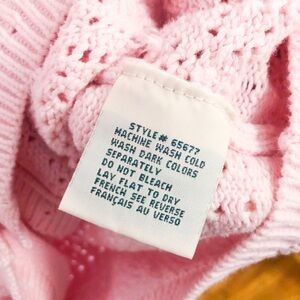 STYLE# 65677
MACHINE WASH COLD
WASH DARK COLORS
SEPARATELY
DO NOT BLEACH
LAY FLAT TO DRY
FRENCH SEE REVERSE
FRANÇAIS AU VERSO